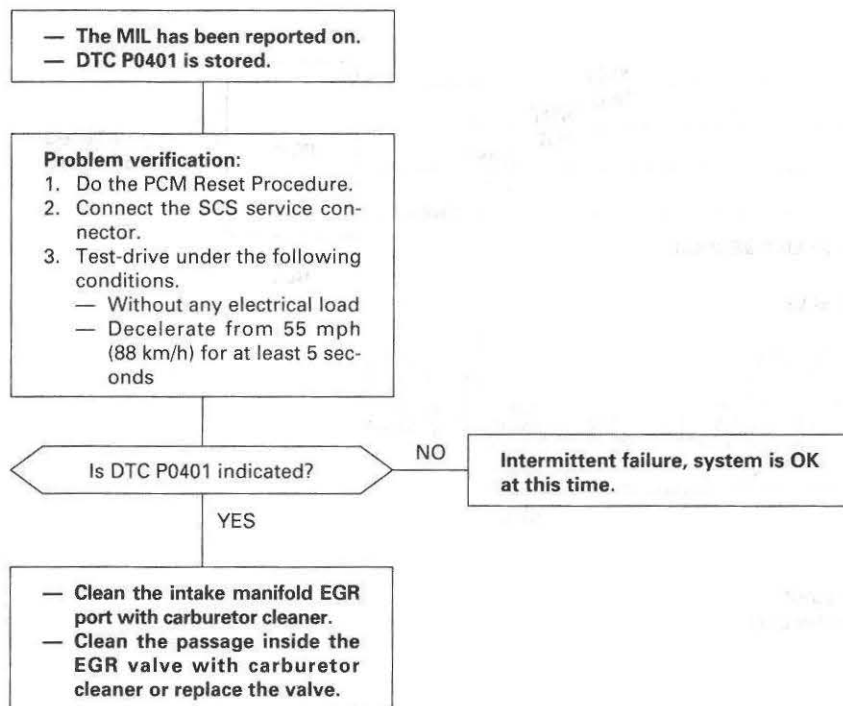 — The MIL has been reported on.
— DTC P0401 is stored.
Problem verification:
1. Do the PCM Reset Procedure.
2. Connect the SCS service con-
nector.
3. Test-drive under the following
conditions.
— Without any electrical load
— Decelerate from 55 mph
(88 km/h) for at least 5 sec-
onds
Is DTC P0401 indicated?
NO
Intermittent failure, system is OK
at this time.
YES
— Clean the intake manifold EGR
port with carburetor cleaner.
— Clean the passage inside the
EGR valve with carburetor
cleaner or replace the valve.